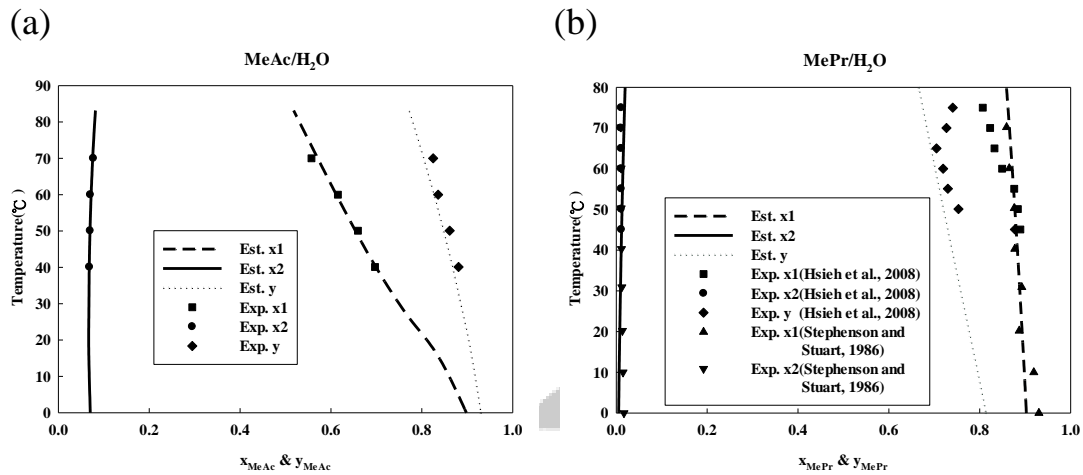 (a)
MeAc/H₂O
Temperature(℃)
90
80
70
60
50
40
30
20
10
0
Est. x1
Est. x2
Est. y
Exp. x1
Exp. x2
Exp. y
0.0 0.2 0.4 0.6 0.8 1.0
x_MeAc & y_MeAc
(b)
MePr/H₂O
Temperature(℃)
80
70
60
50
40
30
20
10
0
Est. x1
Est. x2
Est. y
Exp. x1(Hsieh et al., 2008)
Exp. x2(Hsieh et al., 2008)
Exp. y (Hsieh et al., 2008)
Exp. x1(Stephenson and
Stuart, 1986)
Exp. x2(Stephenson and
Stuart, 1986)
0.0 0.2 0.4 0.6 0.8 1.0
x_MePr & y_MePr